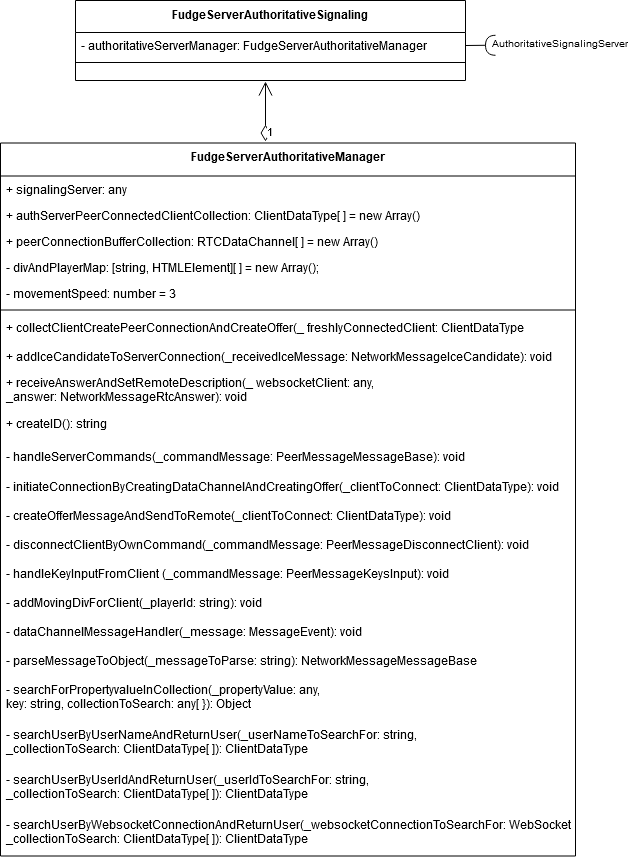 FudgeServerAuthoritativeSignaling
- authoritativeServerManager: FudgeServerAuthoritativeManager
AuthoritativeSignalingServer
1
FudgeServerAuthoritativeManager
+ signalingServer: any
+ authServerPeerConnectedClientCollection: ClientDataType[ ] = new Array()
+ peerConnectionBufferCollection: RTCDataChannel[ ] = new Array()
- divAndPlayerMap: [string, HTMLElement][ ] = new Array();
- movementSpeed: number = 3
+ collectClientCreatePeerConnectionAndCreateOffer(_ freshlyConnectedClient: ClientDataType
+ addIceCandidateToServerConnection(_receivedIceMessage: NetworkMessageIceCandidate): void
+ receiveAnswerAndSetRemoteDescription(_ websocketClient: any,
_answer: NetworkMessageRtcAnswer): void
+ createID(): string
- handleServerCommands(_commandMessage: PeerMessageMessageBase): void
- initiateConnectionByCreatingDataChannelAndCreatingOffer(_clientToConnect: ClientDataType): void
- createOfferMessageAndSendToRemote(_clientToConnect: ClientDataType): void
- disconnectClientByOwnCommand(_commandMessage: PeerMessageDisconnectClient): void
- handleKeyInputFromClient (_commandMessage: PeerMessageKeysInput): void
- addMovingDivForClient(_playerId: string): void
- dataChannelMessageHandler(_message: MessageEvent): void
- parseMessageToObject(_messageToParse: string): NetworkMessageMessageBase
- searchForPropertyvalueInCollection(_propertyValue: any,
key: string, collectionToSearch: any[ }): Object
- searchUserByUserNameAndReturnUser(_userNameToSearchFor: string,
_collectionToSearch: ClientDataType[ ]): ClientDataType
- searchUserByUserIdAndReturnUser(_userIdToSearchFor: string,
_collectionToSearch: ClientDataType[ ]): ClientDataType
- searchUserByWebsocketConnectionAndReturnUser(_websocketConnectionToSearchFor: WebSocket
_collectionToSearch: ClientDataType[ ]): ClientDataType